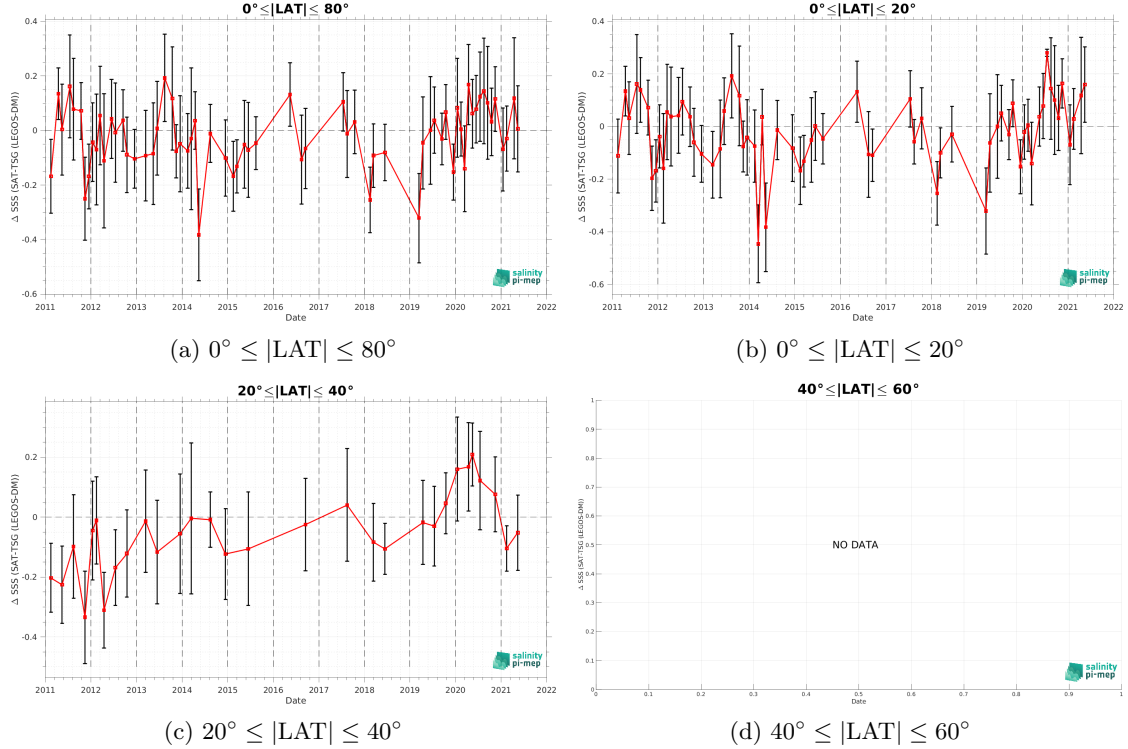 0°≤|LAT|≤ 80°
Δ SSS (SAT-TSG (LEGOS-DM))
0.4
0.2
0
-0.2
-0.4
-0.6
2011 2012 2013 2014 2015 2016 2017 2018 2019 2020 2021 2022
Date
salinity
pi-mep
(a) 0° ≤ |LAT| ≤ 80°
0°≤|LAT|≤ 20°
Δ SSS (SAT-TSG (LEGOS-DM))
0.4
0.2
0
-0.2
-0.4
-0.6
2011 2012 2013 2014 2015 2016 2017 2018 2019 2020 2021 2022
Date
salinity
pi-mep
(b) 0° ≤ |LAT| ≤ 20°
20°≤|LAT|≤ 40°
Δ SSS (SAT-TSG (LEGOS-DM))
0.2
0
-0.2
-0.4
2011 2012 2013 2014 2015 2016 2017 2018 2019 2020 2021 2022
Date
salinity
pi-mep
(c) 20° ≤ |LAT| ≤ 40°
40°≤|LAT|≤ 60°
Δ SSS (SAT-TSG (LEGOS-DM))
1
0.9
0.8
0.7
0.6
0.5
0.4
0.3
0.2
0.1
0
NO DATA
0 0.1 0.2 0.3 0.4 0.5 0.6 0.7 0.8 0.9 1
Date
salinity
pi-mep
(d) 40° ≤ |LAT| ≤ 60°